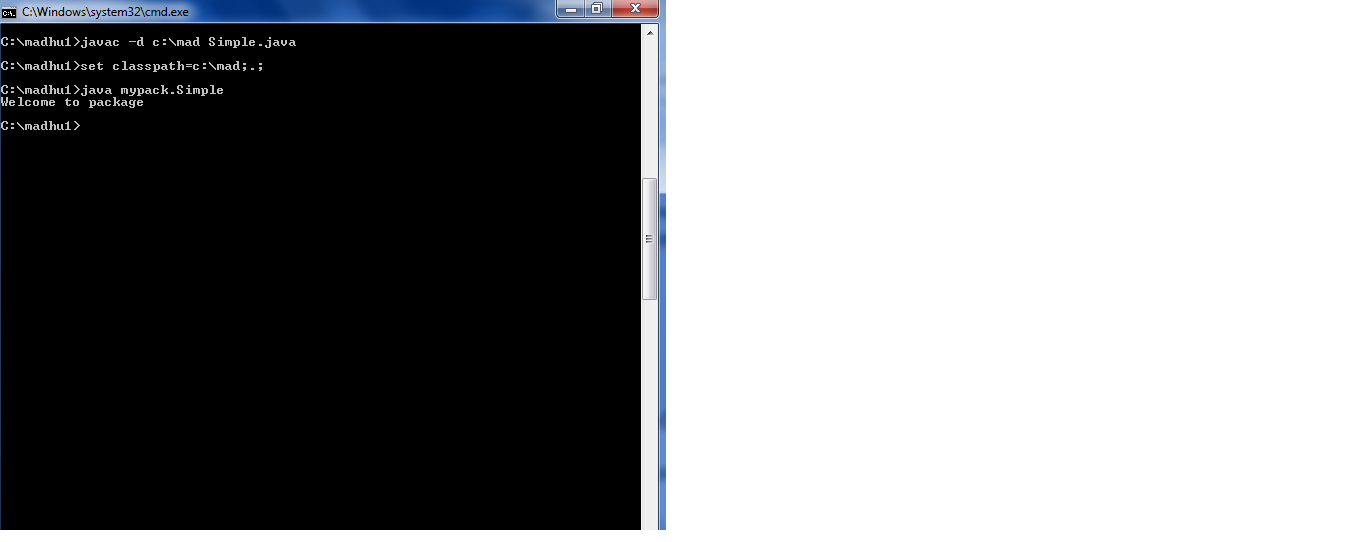 C:\Windows\system32\cmd.exe
C:\madhu1>javac -d c:\mad Simple.java
C:\madhu1>set classpath=c:\mad;.;
C:\madhu1>java mypack.Simple
Welcome to package
C:\madhu1>